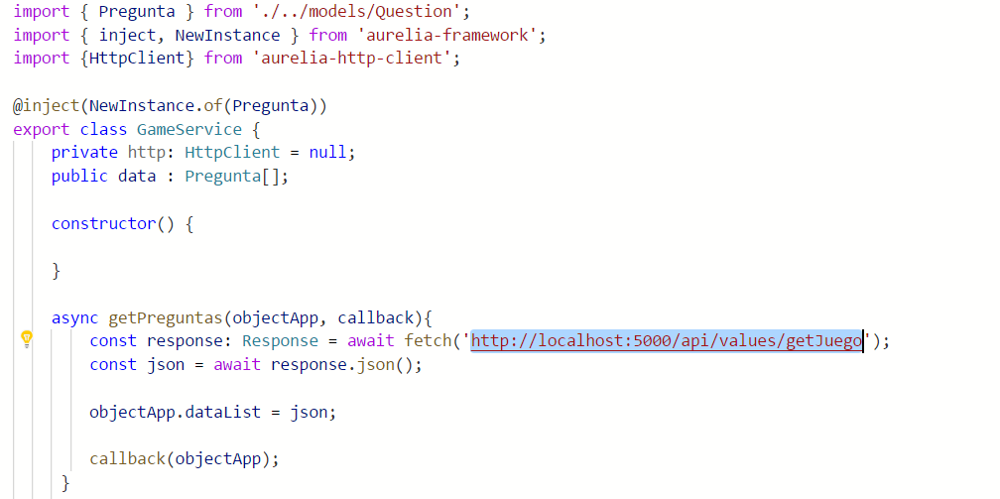 import { Pregunta } from './../models/Question';
import { inject, NewInstance } from 'aurelia-framework';
import {HttpClient} from 'aurelia-http-client';
@inject(NewInstance.of(Pregunta))
export class GameService {
private http: HttpClient = null;
public data : Pregunta[];
constructor() {
}
async getPreguntas(objectApp, callback){
const response: Response = await fetch('http://localhost:5000/api/values/getJuego');
const json = await response.json();
objectApp.dataList = json;
callback(objectApp);
}